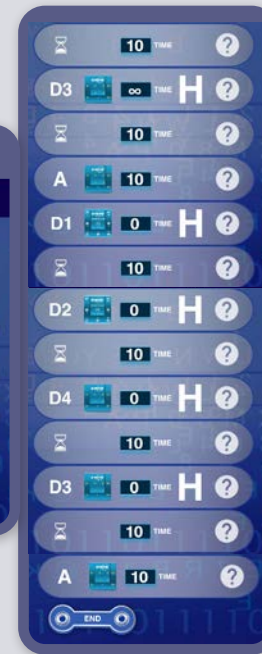 10 TIME ?
D3 ∞ TIME H ?
10 TIME ?
A 10 TIME ?
D1 0 TIME H ?
10 TIME ?
D2 0 TIME H ?
10 TIME ?
D4 0 TIME H ?
10 TIME ?
D3 0 TIME H ?
10 TIME ?
A 10 TIME ?
END